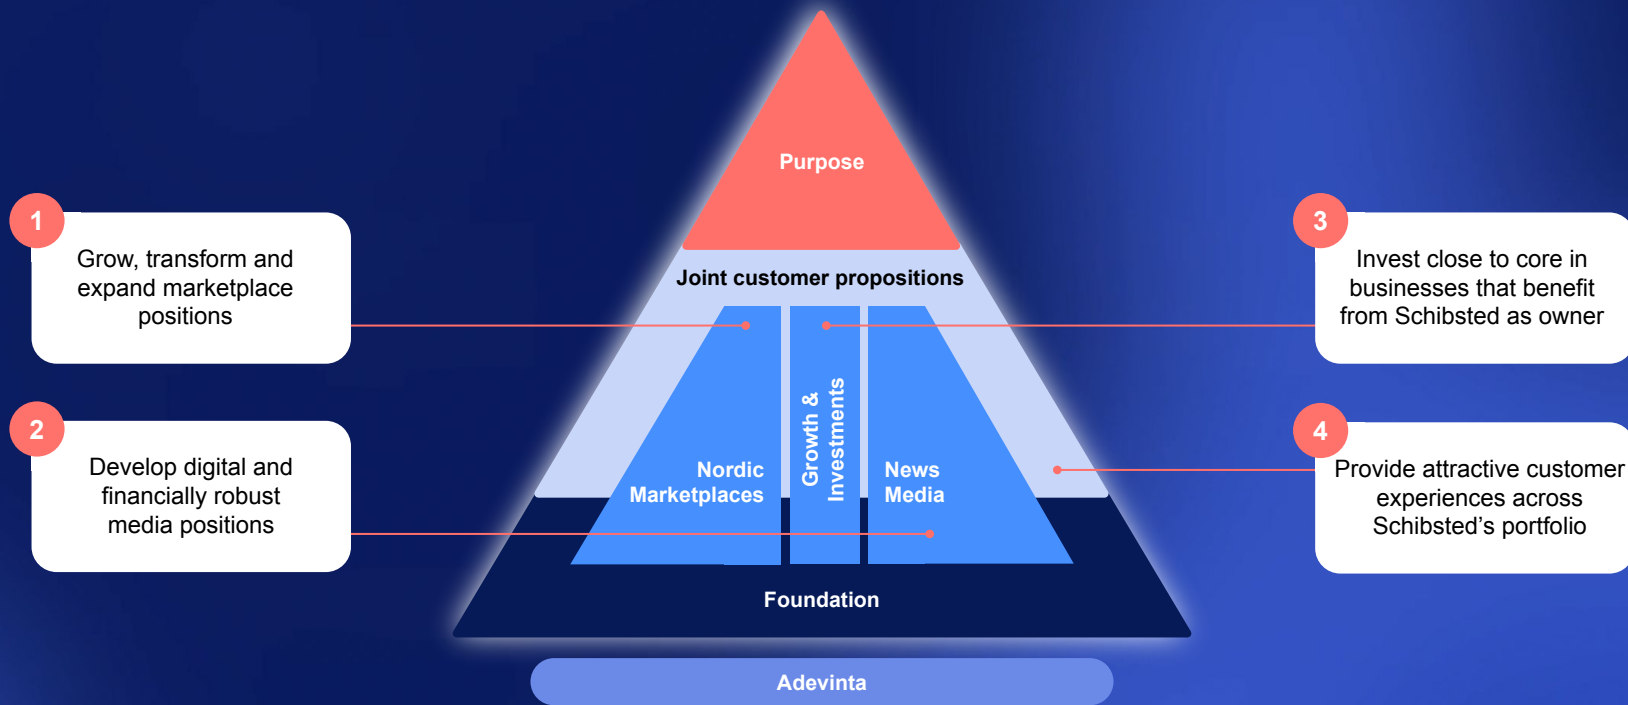 Purpose
1
Grow, transform and
expand marketplace
positions
2
Develop digital and
financially robust
media positions
Joint customer propositions
Nordic
Marketplaces
Growth &
Investments
News
Media
Foundation
Adevinta
3
Invest close to core in
businesses that benefit
from Schibsted as owner
4
Provide attractive customer
experiences across
Schibsted’s portfolio